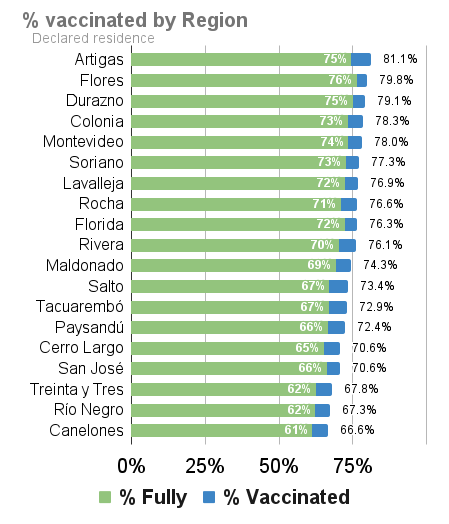 % vaccinated by Region
Declared residence
Artigas 75% 81.1%
Flores 76% 79.8%
Durazno 75% 79.1%
Colonia 73% 78.3%
Montevideo 74% 78.0%
Soriano 73% 77.3%
Lavalleja 72% 76.9%
Rocha 71% 76.6%
Florida 72% 76.3%
Rivera 70% 76.1%
Maldonado 69% 74.3%
Salto 67% 73.4%
Tacuarembó 67% 72.9%
Paysandú 66% 72.4%
Cerro Largo 65% 70.6%
San José 66% 70.6%
Treinta y Tres 62% 67.8%
Río Negro 62% 67.3%
Canelones 61% 66.6%
0% 25% 50% 75%
% Fully % Vaccinated